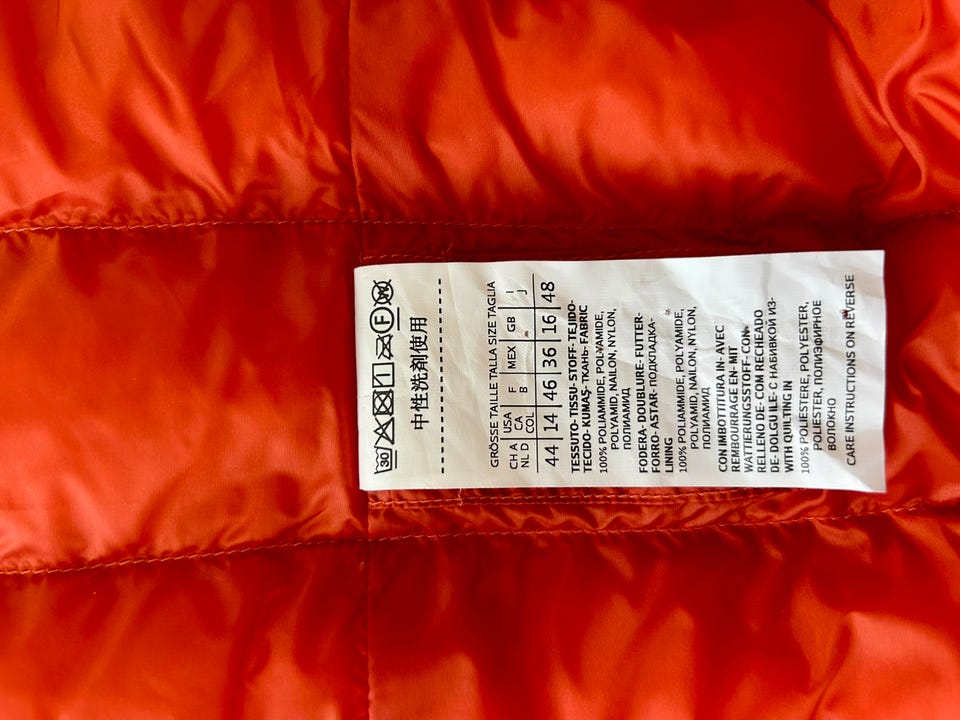 30 F W
中性洗剤使用
GRÖSSE TAILLE TALLA SIZE TAGLIA
CH A USA F MEX GB I
NL D CA B J
COL
44 14 46 36 16 48
TESSUTO- TISSU- STOFF- TEJIDO-
TECIDO- KUMAŞ- ТКАНЬ- FABRIC
100% POLIAMMIDE, POLYAMIDE,
POLYAMID, NAILON, NYLON,
ПОЛИАМИД
FODERA- DOUBLURE- FUTTER-
FORRO- ASTAR- ПОДКЛАДКА-
LINING
100% POLIAMMIDE, POLYAMIDE,
POLYAMID, NAILON, NYLON,
ПОЛИАМИД
CON IMBOTTITURA IN- AVEC
REMBOURRAGE EN- MIT
WATTIERUNGSSTOFF- CON
RELLENO DE- COM RECHEADO
DE- DOLGU ILE- С НАБИВКОЙ ИЗ-
WITH QUILTING IN
100% POLIESTERE, POLYESTER,
POLIESTER, ПОЛИЭФИРНОЕ
ВОЛОКНО
CARE INSTRUCTIONS ON REVERSE